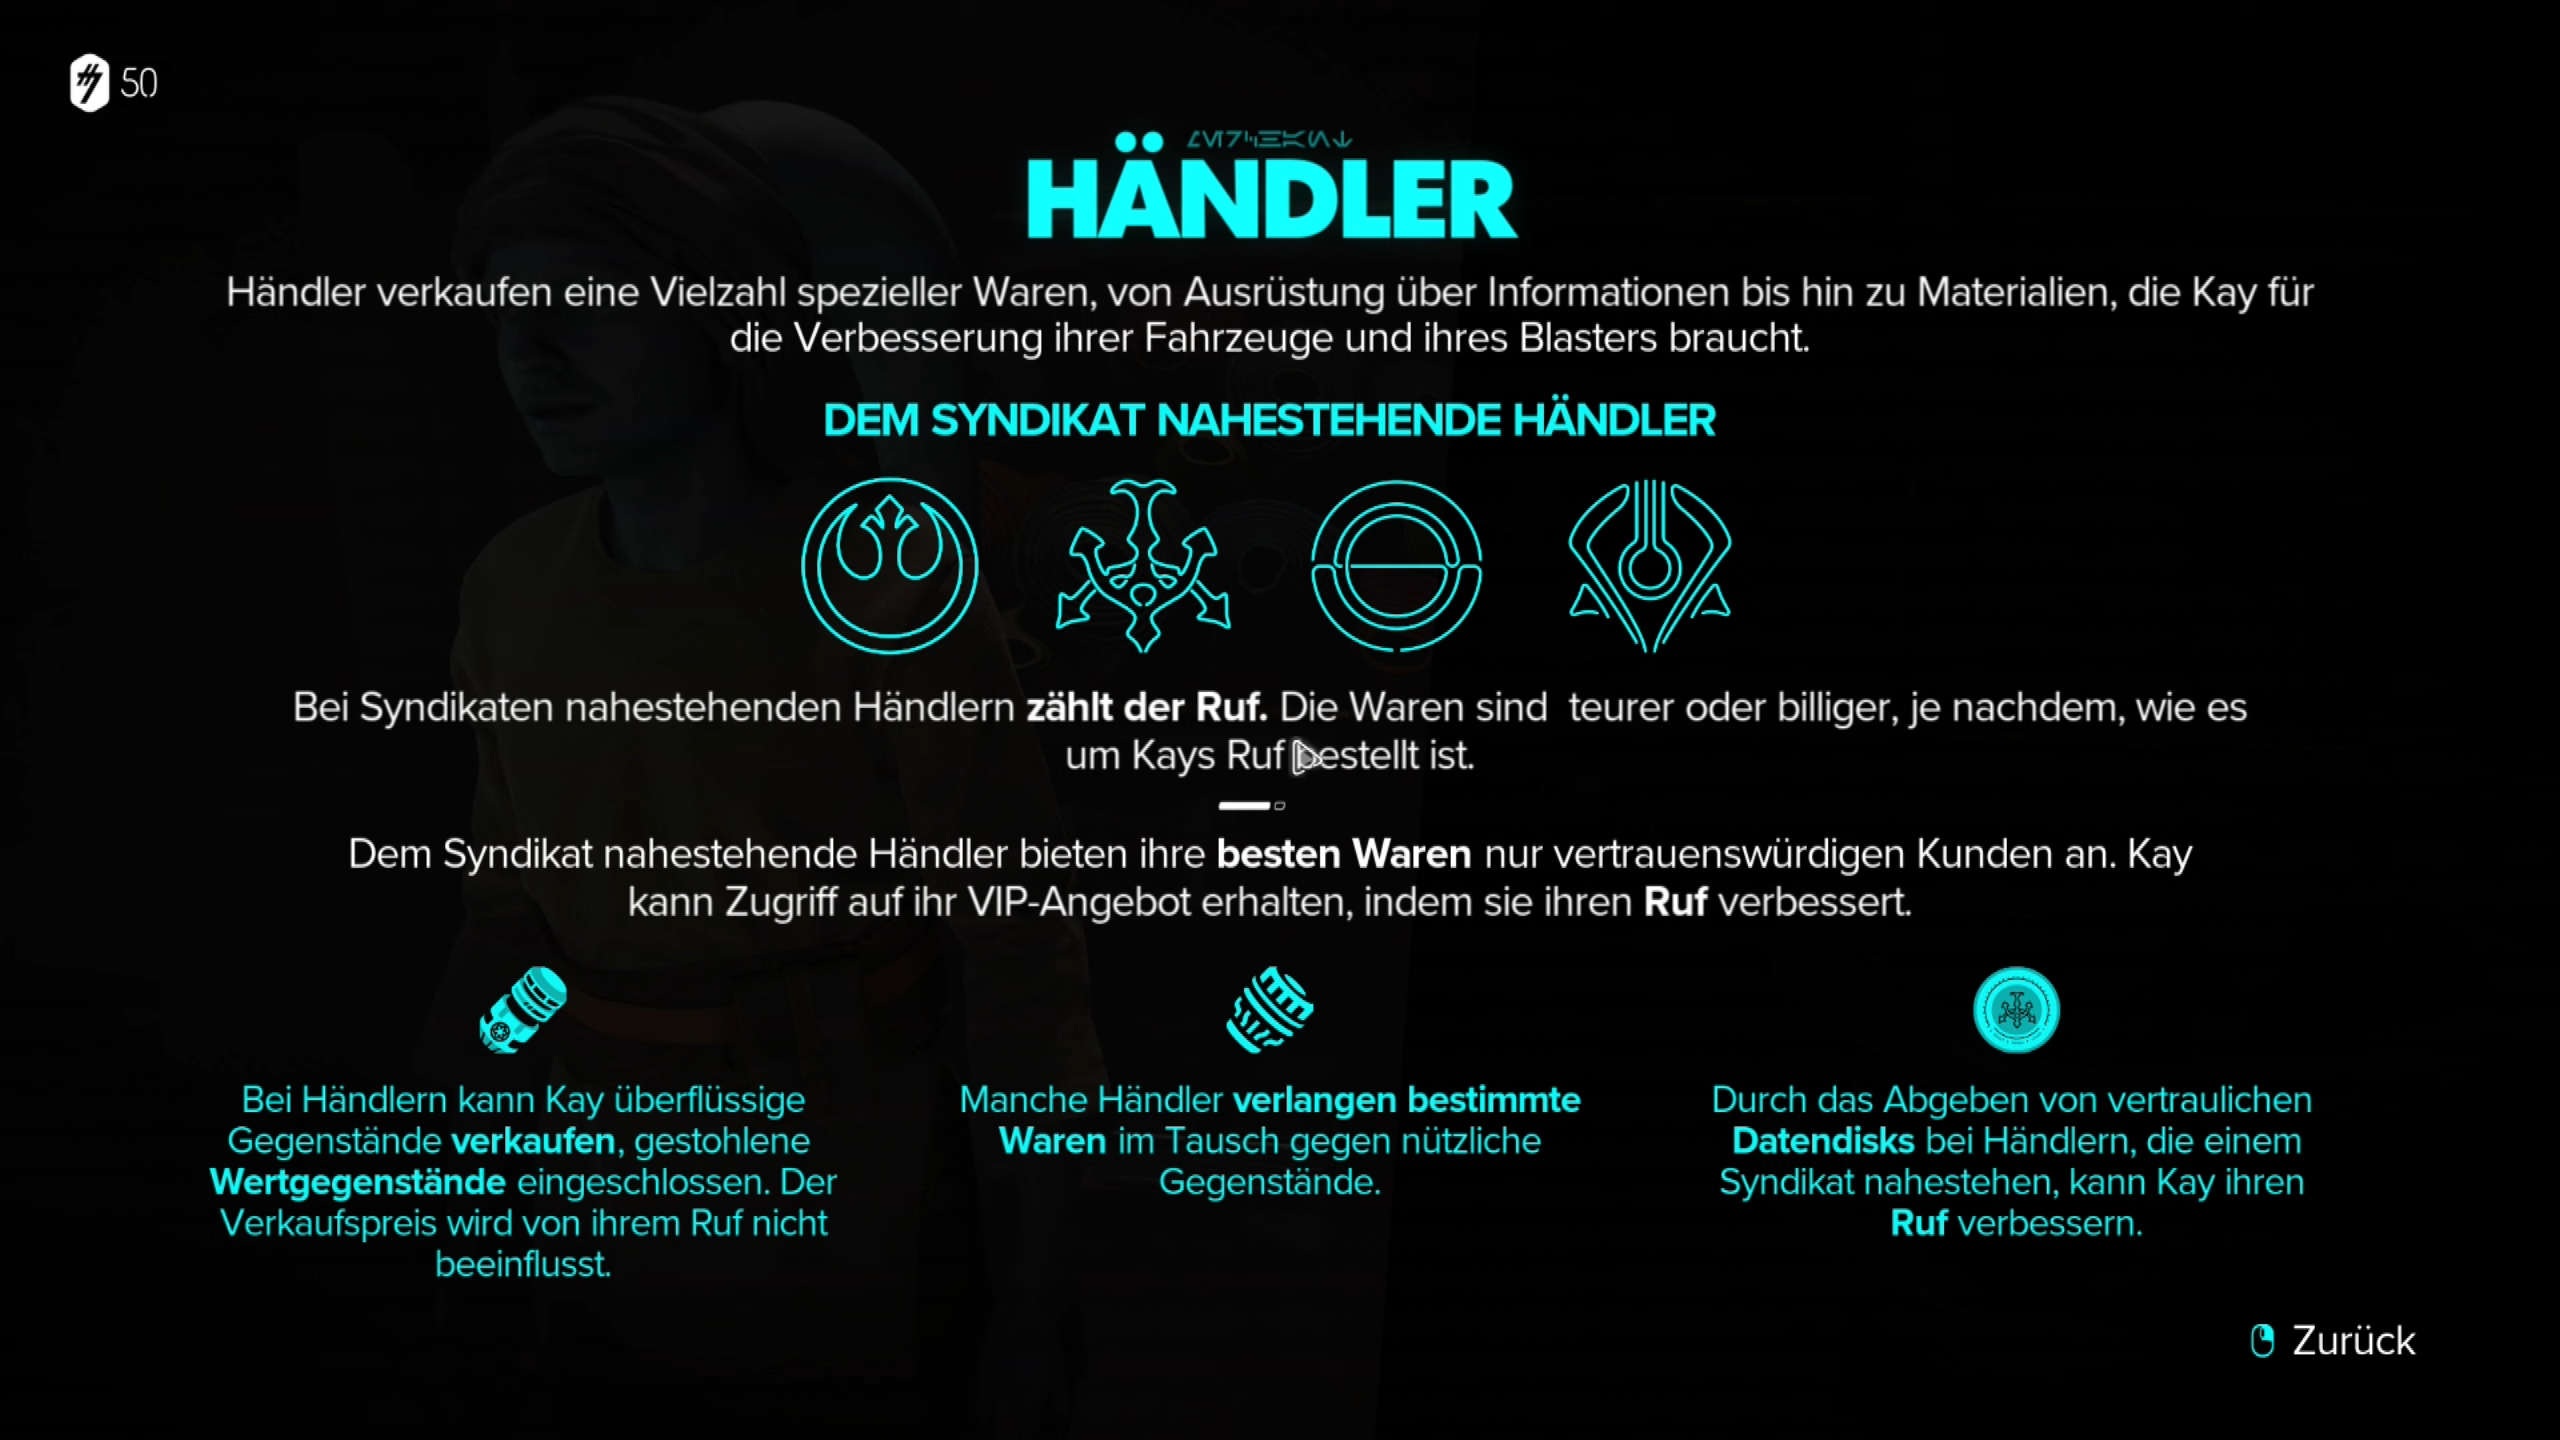 50
HÄNDLER
Händler verkaufen eine Vielzahl spezieller Waren, von Ausrüstung über Informationen bis hin zu Materialien, die Kay für
die Verbesserung ihrer Fahrzeuge und ihres Blasters braucht.
DEM SYNDIKAT NAHESTEHENDE HÄNDLER
Bei Syndikaten nahestehenden Händlern zählt der Ruf. Die Waren sind teurer oder billiger, je nachdem, wie es
um Kays Ruf bestellt ist.
Dem Syndikat nahestehende Händler bieten ihre besten Waren nur vertrauenswürdigen Kunden an. Kay
kann Zugriff auf ihr VIP-Angebot erhalten, indem sie ihren Ruf verbessert.
Bei Händlern kann Kay überflüssige
Gegenstände verkaufen, gestohlene
Wertgegenstände eingeschlossen. Der
Verkaufspreis wird von ihrem Ruf nicht
beeinflusst.
Manche Händler verlangen bestimmte
Waren im Tausch gegen nützliche
Gegenstände.
Durch das Abgeben von vertraulichen
Datendisks bei Händlern, die einem
Syndikat nahestehen, kann Kay ihren
Ruf verbessern.
Zurück